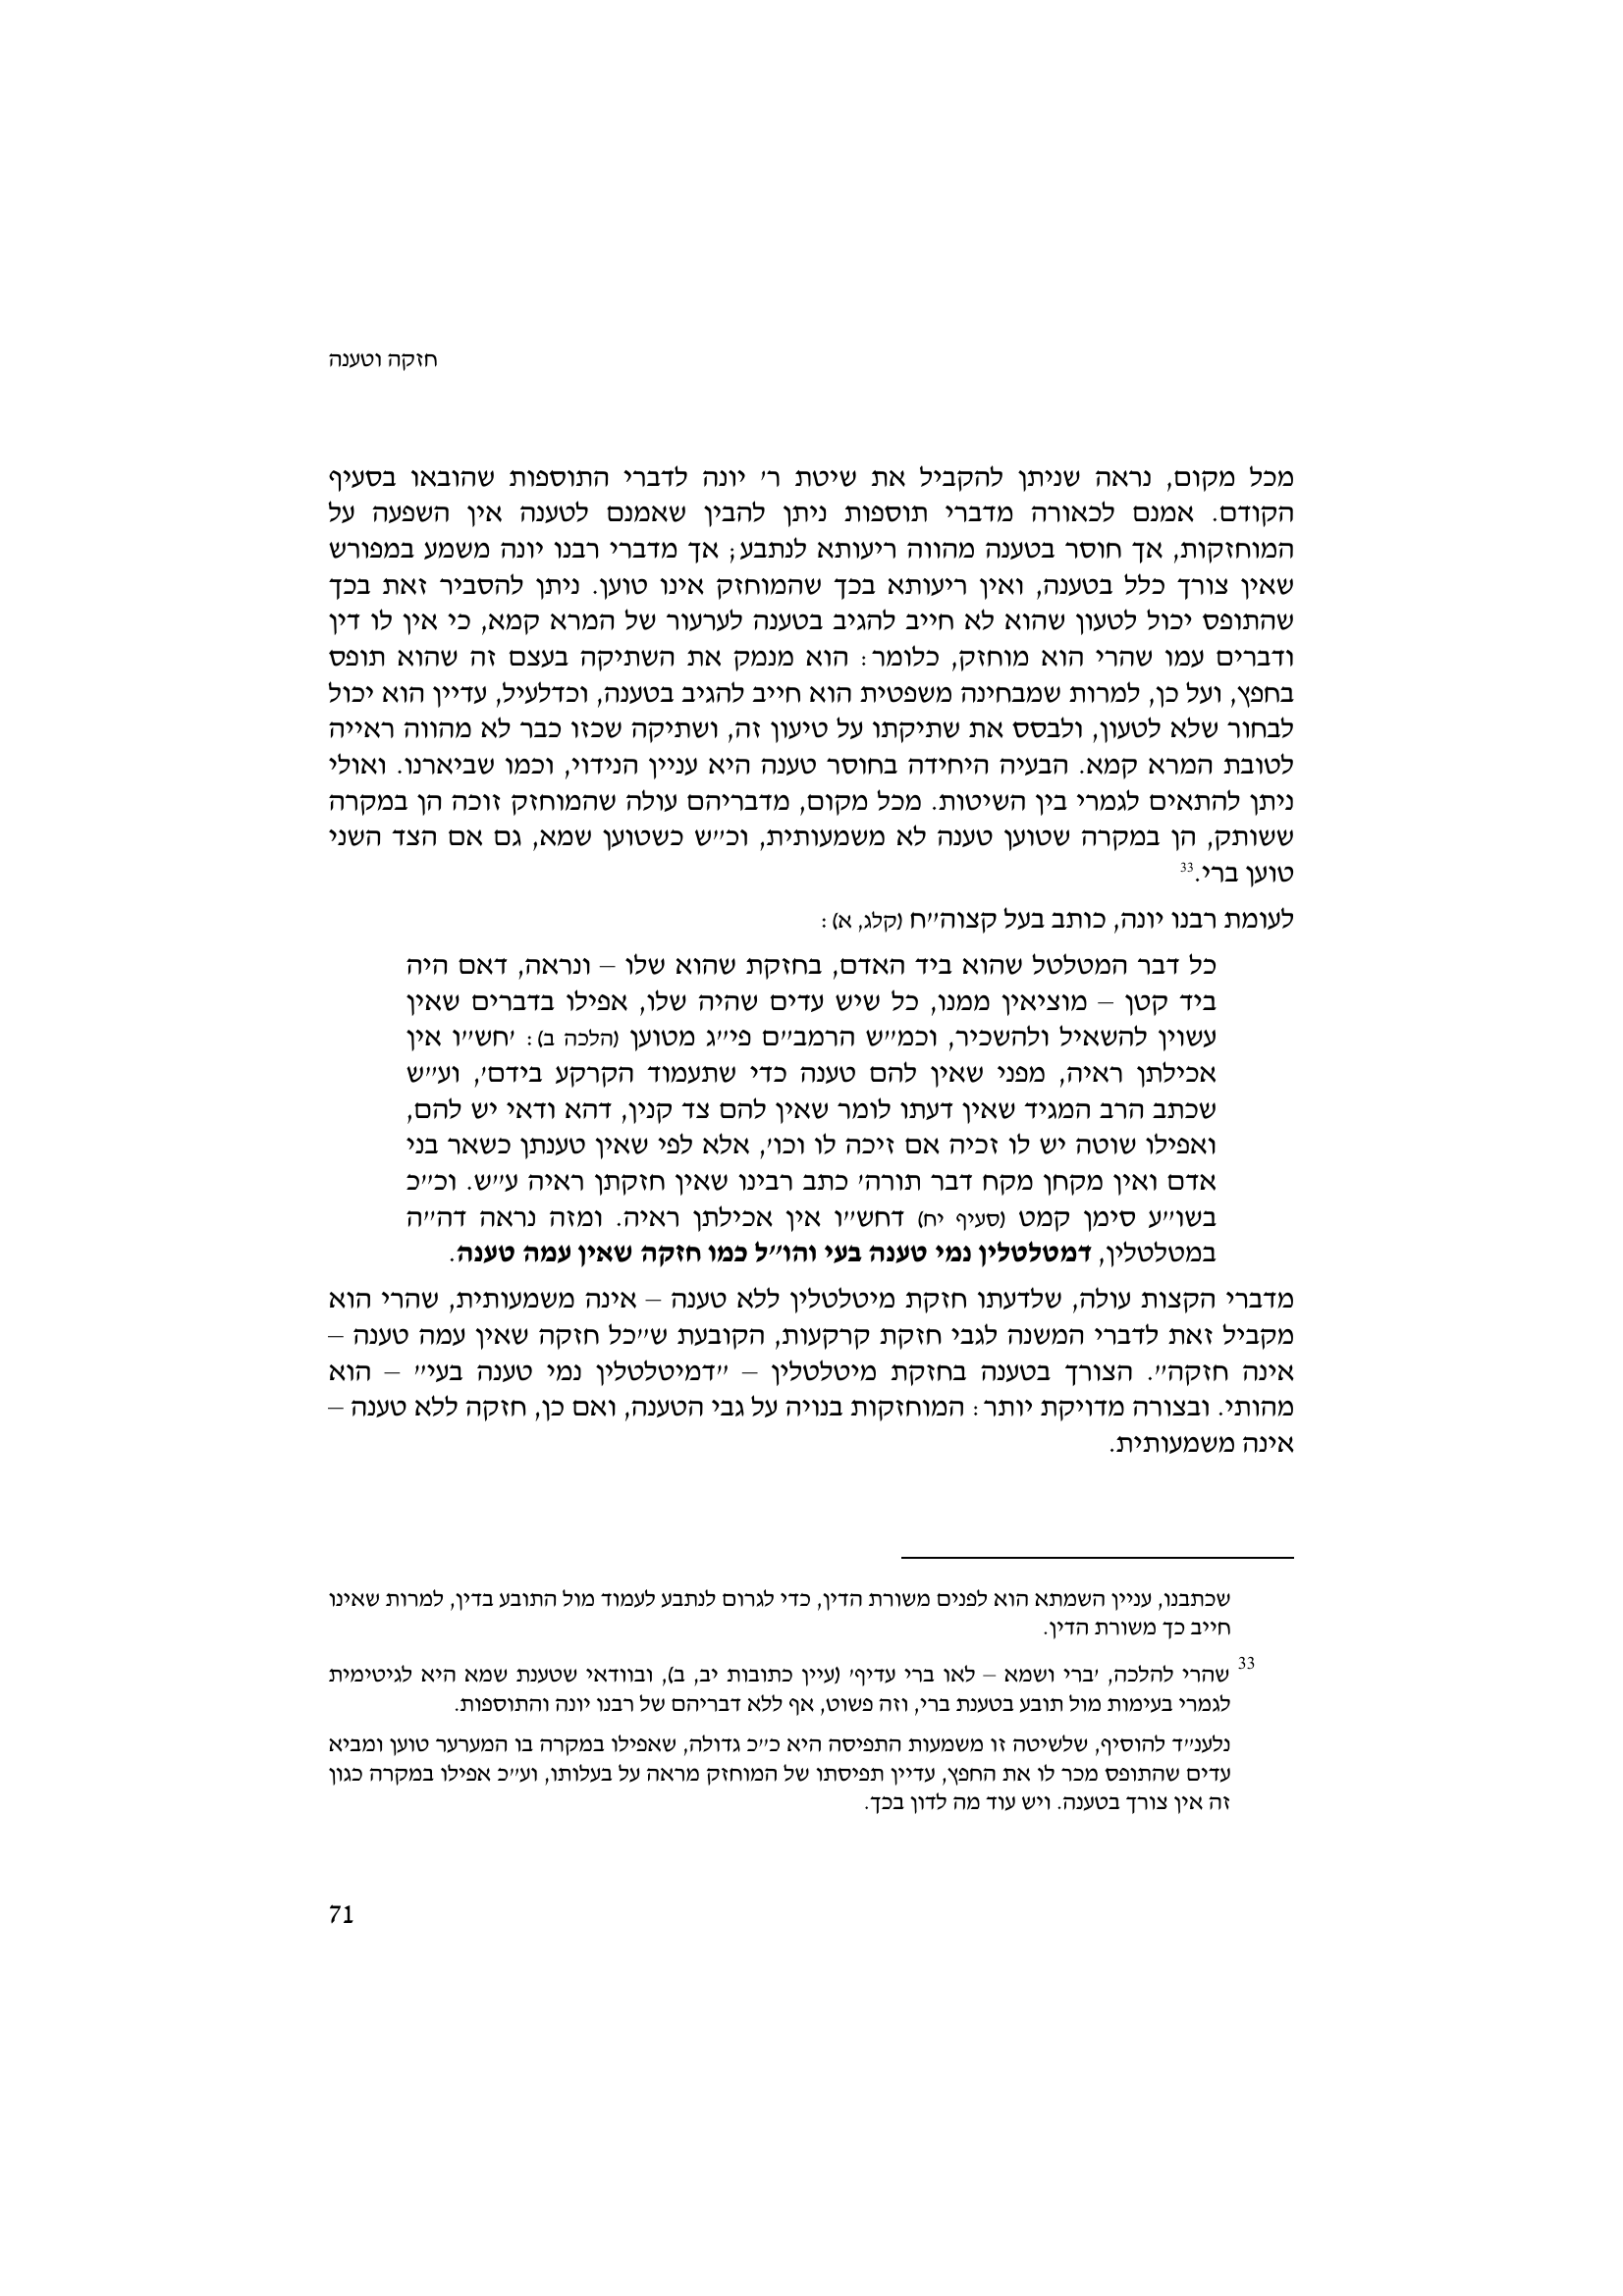 חזקה וטענה
מכל מקום, נראה שניתן להקביל את שיטת ר' יונה לדברי התוספות שהובאו בסעיף
הקודם. אמנם לכאורה מדברי תוספות ניתן להבין שאמנם לטענה אין השפעה על
המוחזקות, אך חוסר בטענה מהווה ריעותא לנתבע; אך מדברי רבנו יונה משמע במפורש
שאין צורך כלל בטענה, ואין ריעותא בכך שהמוחזק אינו טוען. ניתן להסביר זאת בכך
שהתופס יכול לטעון שהוא לא חייב להגיב בטענה לערעור של המרא קמא, כי אין לו דין
ודברים עמו שהרי הוא מוחזק, כלומר: הוא מנמק את השתיקה בעצם זה שהוא תופס
בחפץ, ועל כן, למרות שמבחינה משפטית הוא חייב להגיב בטענה, וכדלעיל, עדיין הוא יכול
לבחור שלא לטעון, ולבסס את שתיקתו על טיעון זה, ושתיקה שכזו כבר לא מהווה ראייה
לטובת המרא קמא. הבעיה היחידה בחוסר טענה היא עניין הנידוי, וכמו שביארנו. ואולי
ניתן להתאים לגמרי בין השיטות. מכל מקום, מדבריהם עולה שהמוחזק זוכה הן במקרה
ששותק, הן במקרה שטוען טענה לא משמעותית, וכ"ש כשטוען שמא, גם אם הצד השני
טוען ברי.33
לעומת רבנו יונה, כותב בעל קצוה"ח (קלג, א):
כל דבר המטלטל שהוא ביד האדם, בחזקת שהוא שלו – ונראה, דאם היה
ביד קטן – מוציאין ממנו, כל שיש עדים שהיה שלו, אפילו בדברים שאין
עשוין להשאיל ולהשכיר, וכמ"ש הרמב"ם פי"ג מטוען (הלכה ב): 'חש"ו אין
אכילתן ראיה, מפני שאין להם טענה כדי שתעמוד הקרקע בידם', וע"ש
שכתב הרב המגיד שאין דעתו לומר שאין להם צד קנין, דהא ודאי יש להם,
ואפילו שוטה יש לו זכיה אם זיכה לו וכו', אלא לפי שאין טענתן כשאר בני
אדם ואין מקחן מקח דבר תורה' כתב רבינו שאין חזקתן ראיה ע"ש. וכ"כ
בשו"ע סימן קמט (סעיף יח) דחש"ו אין אכילתן ראיה. ומזה נראה דה"ה
במטלטלין, דמטלטלין נמי טענה בעי והו"ל כמו חזקה שאין עמה טענה.
מדברי הקצות עולה, שלדעתו חזקת מיטלטלין ללא טענה – אינה משמעותית, שהרי הוא
מקביל זאת לדברי המשנה לגבי חזקת קרקעות, הקובעת ש"כל חזקה שאין עמה טענה –
אינה חזקה". הצורך בטענה בחזקת מיטלטלין – "דמיטלטלין נמי טענה בעי" – הוא
מהותי. ובצורה מדויקת יותר: המוחזקות בנויה על גבי הטענה, ואם כן, חזקה ללא טענה –
אינה משמעותית.
שכתבנו, עניין השמתא הוא לפנים משורת הדין, כדי לגרום לנתבע לעמוד מול התובע בדין, למרות שאינו
חייב כך משורת הדין.
33 שהרי להלכה, 'ברי ושמא – לאו ברי עדיף' (עיין כתובות יב, ב), ובוודאי שטענת שמא היא לגיטימית
לגמרי בעימות מול תובע בטענת ברי, וזה פשוט, אף ללא דבריהם של רבנו יונה והתוספות.
נלענ"ד להוסיף, שלשיטה זו משמעות התפיסה היא כ"כ גדולה, שאפילו במקרה בו המערער טוען ומביא
עדים שהתופס מכר לו את החפץ, עדיין תפיסתו של המוחזק מראה על בעלותו, וע"כ אפילו במקרה כגון
זה אין צורך בטענה. ויש עוד מה לדון בכך.
71